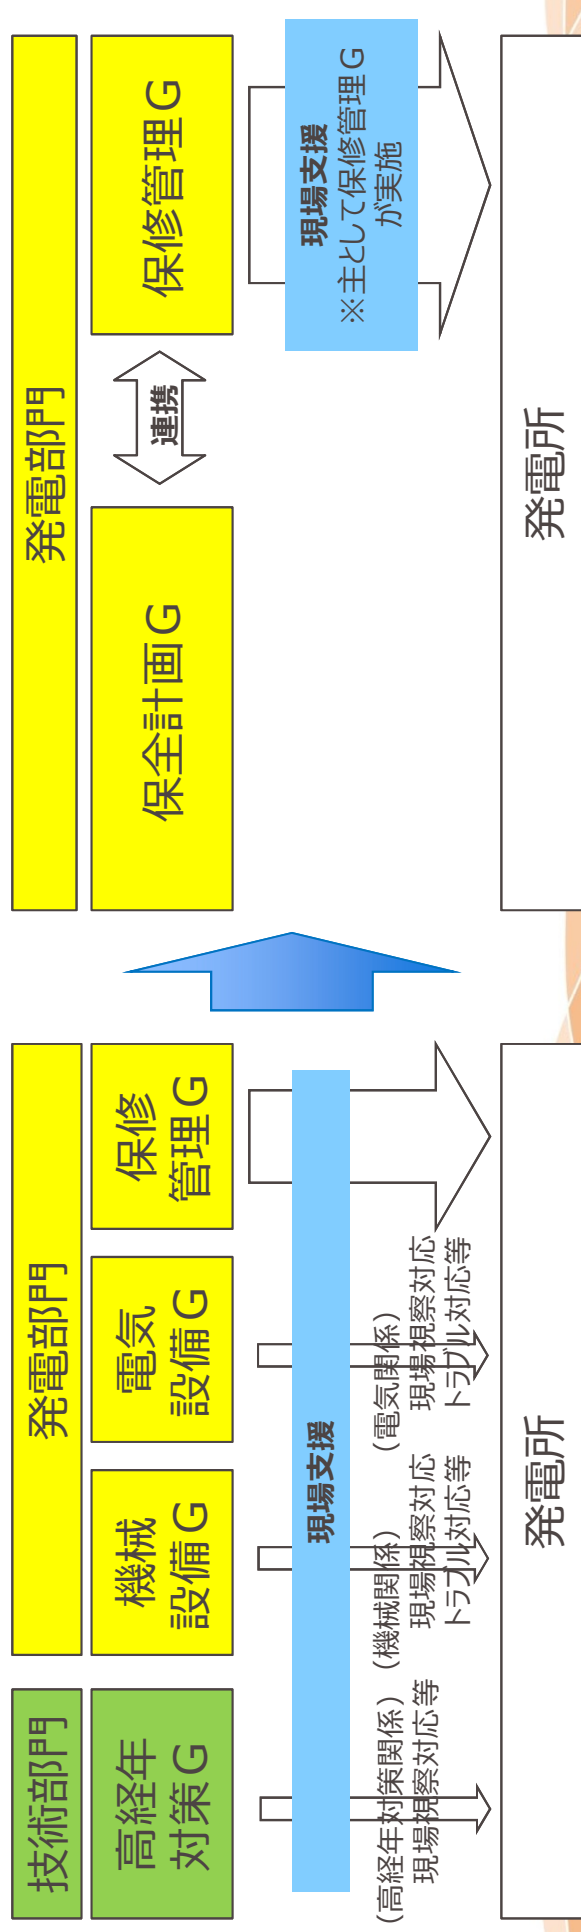 技術部門
高経年
対策G
発電部門
機械
設備G
電気
設備G
保修
管理G
現場支援
(高経年対策関係)
現場視察対応等
(機械関係)
現場視察対応
トラブル対応等
(電気関係)
現場視察対応
トラブル対応等
発電所
発電部門
保全計画G
連携
保修管理G
現場支援
※主として保修管理G
が実施
発電所